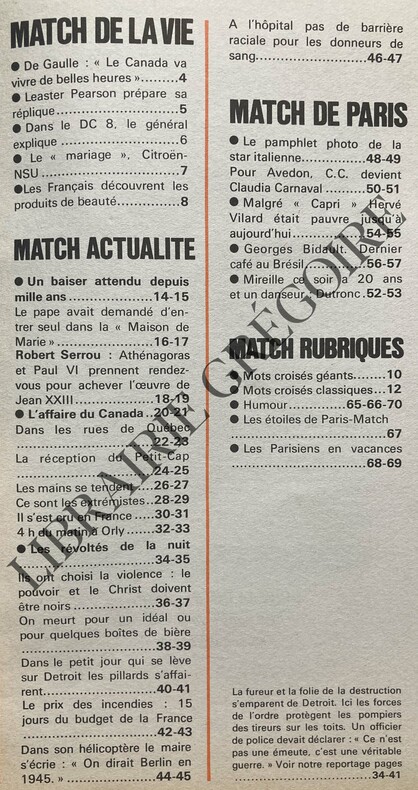 MATCH DE LA VIE
● De Gaulle : « Le Canada va
vivre de belles heures ».........4
● Leaster Pearson prépare sa
réplique.............................5
● Dans le DC 8, le général
explique ............................6
● Le « mariage », Citroën-
NSU ..................................7
●Les Français découvrent les
produits de beauté................8
MATCH ACTUALITE
● Un baiser attendu depuis
mille ans .....................14-15
Le pape avait demandé d'en-
trer seul dans la « Maison de
Marie ».........................16-17
Robert Serrou : Athénagoras
et Paul VI prennent rendez-
vous pour achever l'œuvre de
Jean XXIII ...................18-19
● L'affaire du Canada..20-21
Dans les rues de Québec
.................................22-23
La réception du Petit-Cap
.................................24-25
Les mains se tendent....26-27
Ce sont les extrémistes..28-29
Il s'est cru en France ....30-31
4 h du matin à Orly ......32-33
● Les révoltés de la nuit
.................................34-35
Ils ont choisi la violence : le
pouvoir et le Christ doivent
être noirs ....................36-37
On meurt pour un idéal ou
pour quelques boîtes de bière
.................................38-39
Dans le petit jour qui se lève
sur Detroit les pillards s'affai-
rent............................40-41
Le prix des incendies : 15
jours du budget de la France
.................................42-43
Dans son hélicoptère le maire
s'écrie : « On dirait Berlin en
1945. » .......................44-45
A l'hôpital pas de barrière
raciale pour les donneurs de
sang............................46-47
MATCH DE PARIS
● Le pamphlet photo de la
star italienne................48-49
Pour Avedon, C.C. devient
Claudia Carnaval ..........50-51
● Malgré « Capri » Hervé
Vilard était pauvre jusqu'à
aujourd'hui..................54-55
● Georges Bidault. Dernier
café au Brésil...............56-57
● Mireille ce soir a 20 ans
et un danseur, Dutronc..52-53
MATCH RUBRIQUES
● Mots croisés géants........10
● Mots croisés classiques...12
● Humour...............65-66-70
● Les étoiles de Paris-Match
.......................................67
● Les Parisiens en vacances
.................................68-69
La fureur et la folie de la destruction
s'emparent de Detroit. Ici les forces
de l'ordre protègent les pompiers
des tireurs sur les toits. Un officier
de police devait déclarer : « Ce n'est
pas une émeute, c'est une véritable
guerre. » Voir notre reportage pages
.................................34-41
LIBRAIRIE GRÉGOIRE